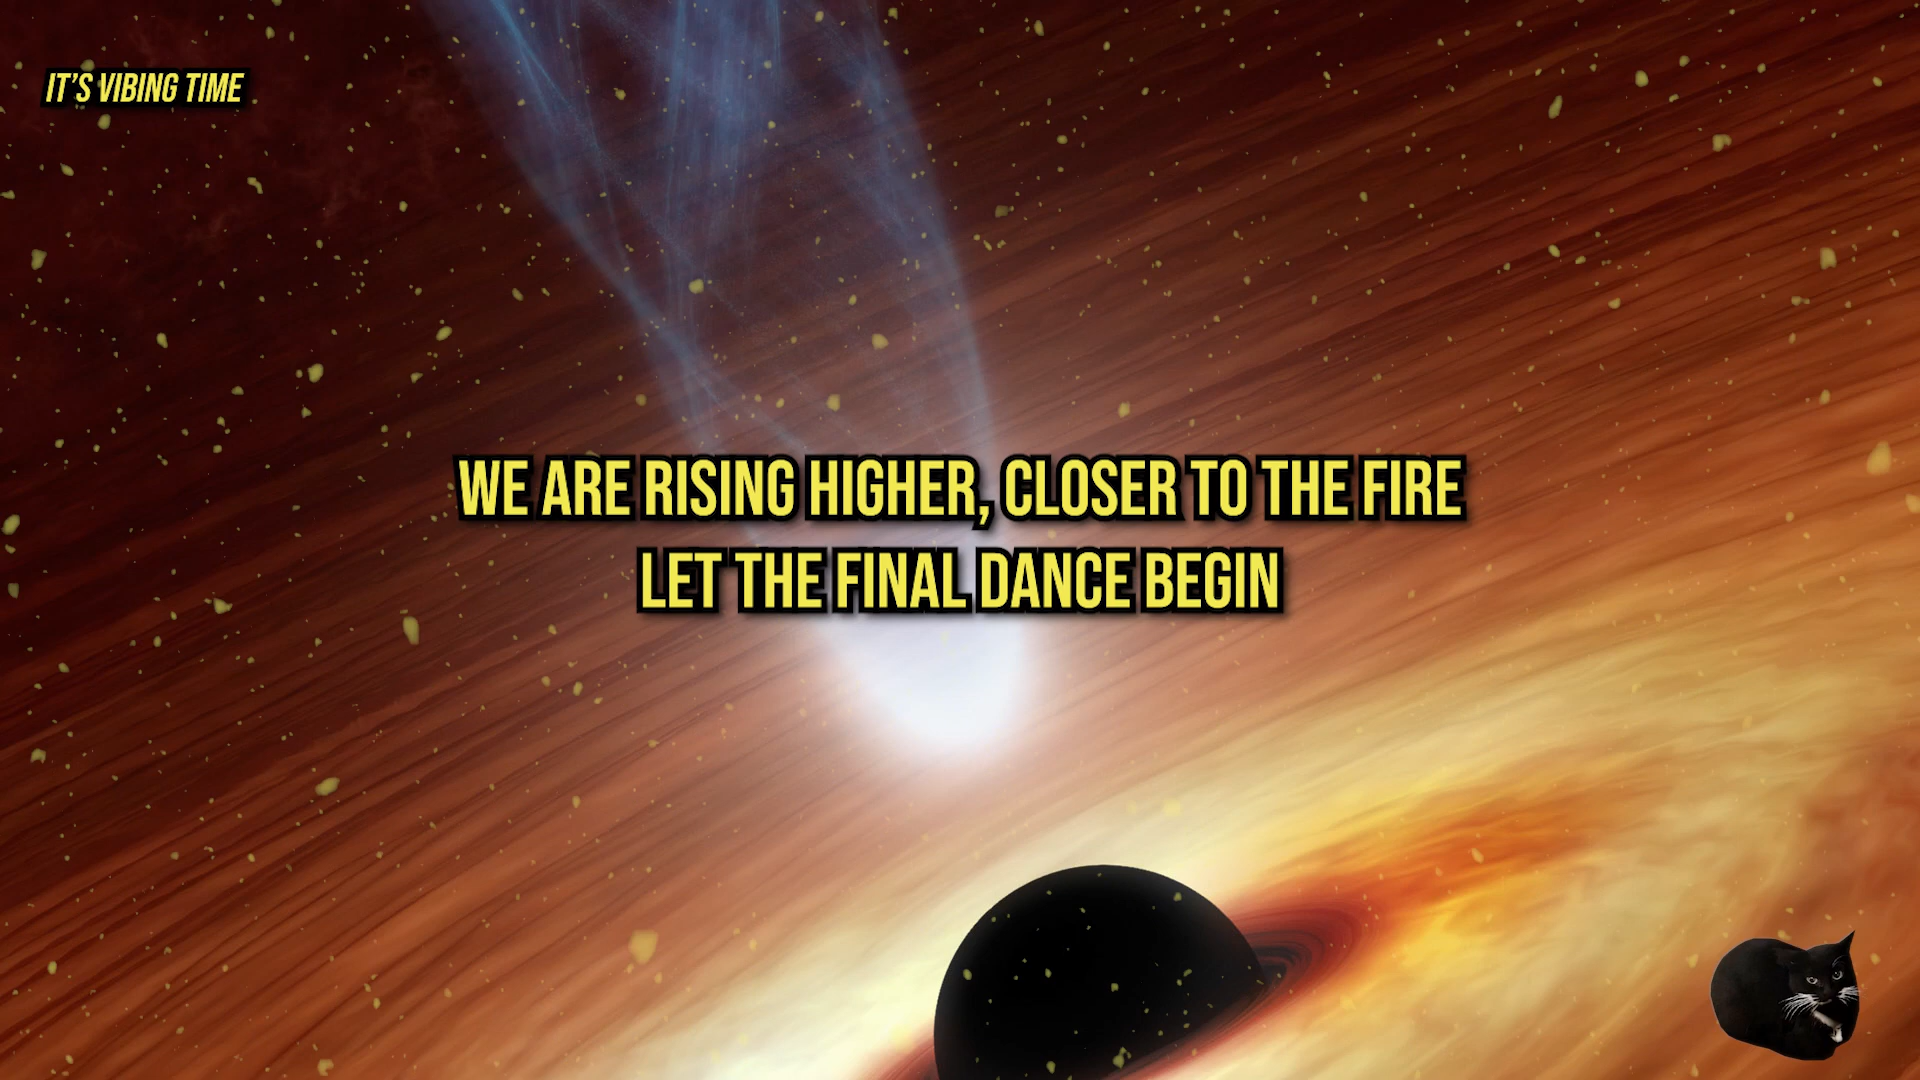 IT'S VIBING TIME
WE ARE RISING HIGHER, CLOSER TO THE FIRE
LET THE FINAL DANCE BEGIN